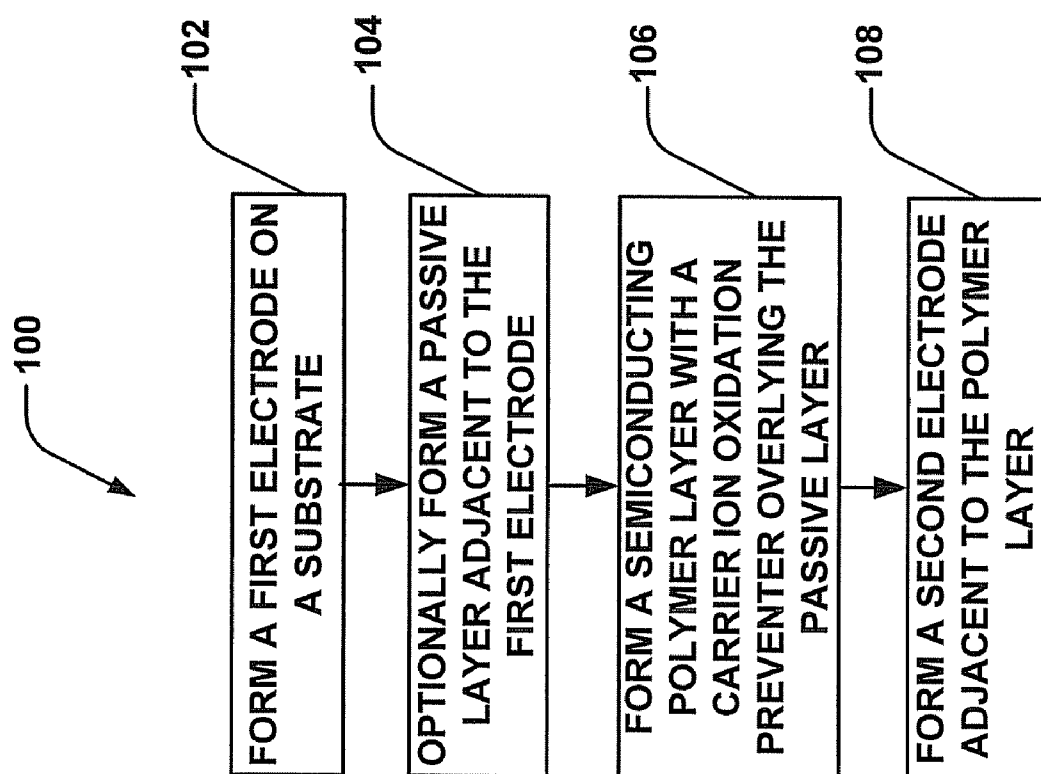 100
FORM A FIRST ELECTRODE ON
A SUBSTRATE
102
OPTIONALLY FORM A PASSIVE
LAYER ADJACENT TO THE
FIRST ELECTRODE
104
FORM A SEMICONDUCTING
POLYMER LAYER WITH A
CARRIER ION OXIDATION
PREVENTER OVERLYING THE
PASSIVE LAYER
106
FORM A SECOND ELECTRODE
ADJACENT TO THE POLYMER
LAYER
108